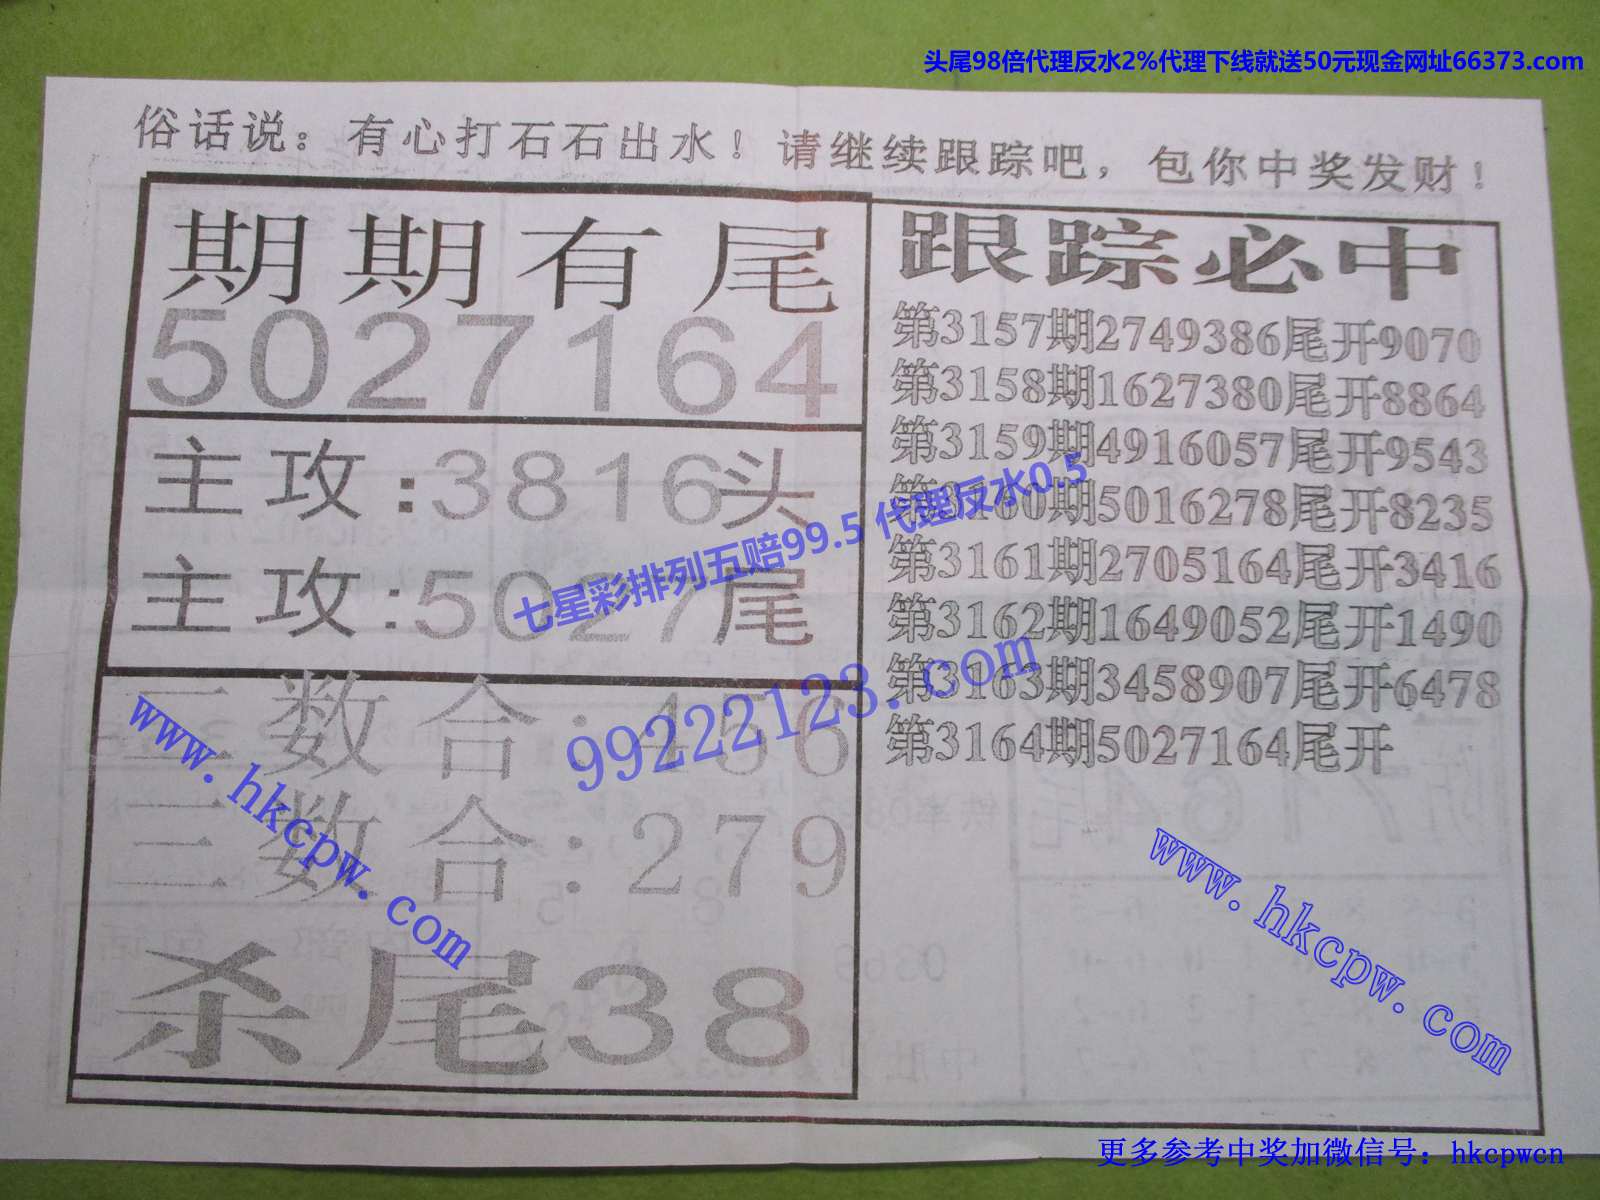 头尾98倍代理反水2%代理下线就送50元现金网址66373.com
俗话说：有心打石石出水！请继续跟踪吧，包你中奖发财！
期期有尾
5027164
主攻:3816头
主攻:5027尾
三数合:456
三数合:279
杀尾38
跟踪必中
第3157期2749386尾开9070
第3158期1627380尾开8864
第3159期4916057尾开9543
第3160期5016278尾开8235
第3161期2705164尾开3416
第3162期1649052尾开1490
第3163期3458907尾开6478
第3164期5027164尾开
七星彩排列五赔99.5 代理反水0.5
99222123.com
www.hkcpw.com
www.hkcpw.com
更多参考中奖加微信号：hkcpwcn